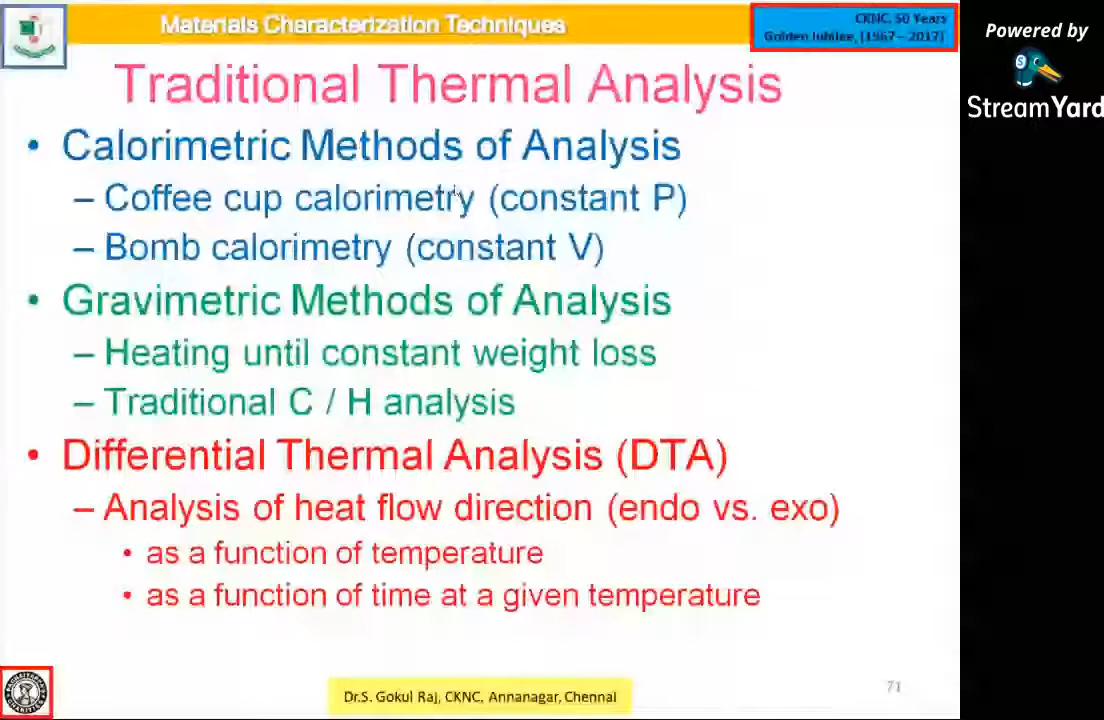 Materials Characterization Techniques
CKNC, 50 Years
Golden Jubilee, (1967 – 2017)
Powered by
StreamYard
Traditional Thermal Analysis
• Calorimetric Methods of Analysis
– Coffee cup calorimetry (constant P)
– Bomb calorimetry (constant V)
• Gravimetric Methods of Analysis
– Heating until constant weight loss
– Traditional C / H analysis
• Differential Thermal Analysis (DTA)
– Analysis of heat flow direction (endo vs. exo)
• as a function of temperature
• as a function of time at a given temperature
Dr.S. Gokul Raj, CKNC, Annanagar, Chennai
71